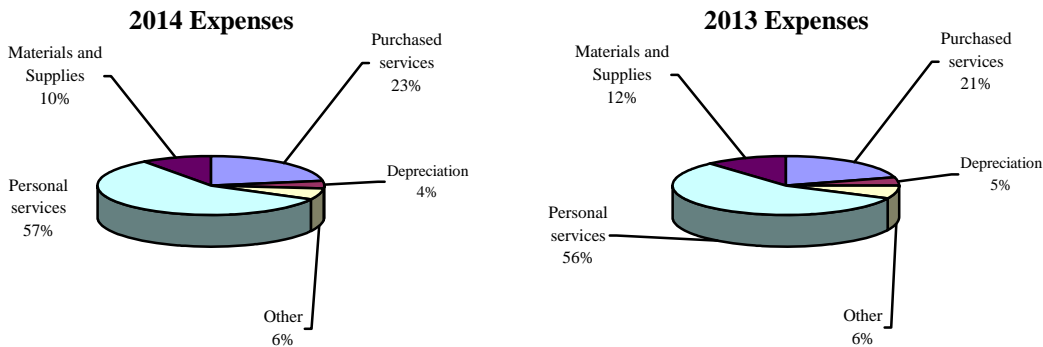 2014 Expenses
Materials and
Supplies
10%
Purchased
services
23%
Depreciation
4%
Personal
services
57%
Other
6%
2013 Expenses
Materials and
Supplies
12%
Purchased
services
21%
Depreciation
5%
Personal
services
56%
Other
6%